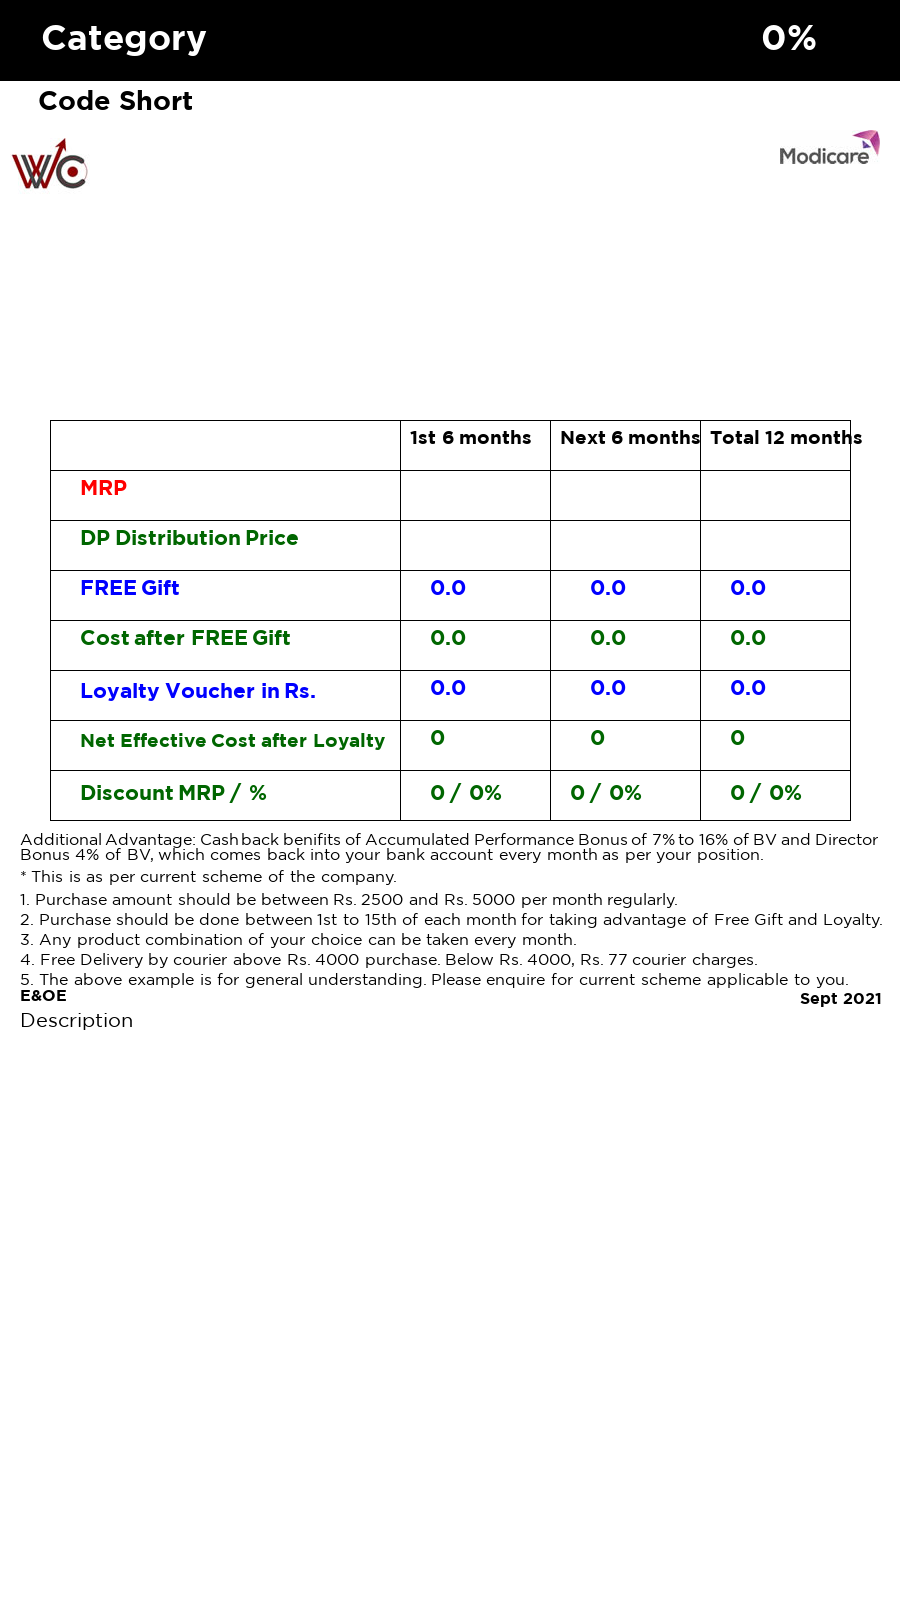 Category 0%
Code Short
WC
Modicare
1st 6 months Next 6 months Total 12 months
MRP
DP Distribution Price
FREE Gift 0.0 0.0 0.0
Cost after FREE Gift 0.0 0.0 0.0
Loyalty Voucher in Rs. 0.0 0.0 0.0
Net Effective Cost after Loyalty 0 0 0
Discount MRP / % 0 / 0% 0 / 0% 0 / 0%
Additional Advantage: Cashback benifits of Accumulated Performance Bonus of 7% to 16% of BV and Director
Bonus 4% of BV, which comes back into your bank account every month as per your position.
* This is as per current scheme of the company.
1. Purchase amount should be between Rs. 2500 and Rs. 5000 per month regularly.
2. Purchase should be done between 1st to 15th of each month for taking advantage of Free Gift and Loyalty.
3. Any product combination of your choice can be taken every month.
4. Free Delivery by courier above Rs. 4000 purchase. Below Rs. 4000, Rs. 77 courier charges.
5. The above example is for general understanding. Please enquire for current scheme applicable to you.
E&OE
Sept 2021
Description